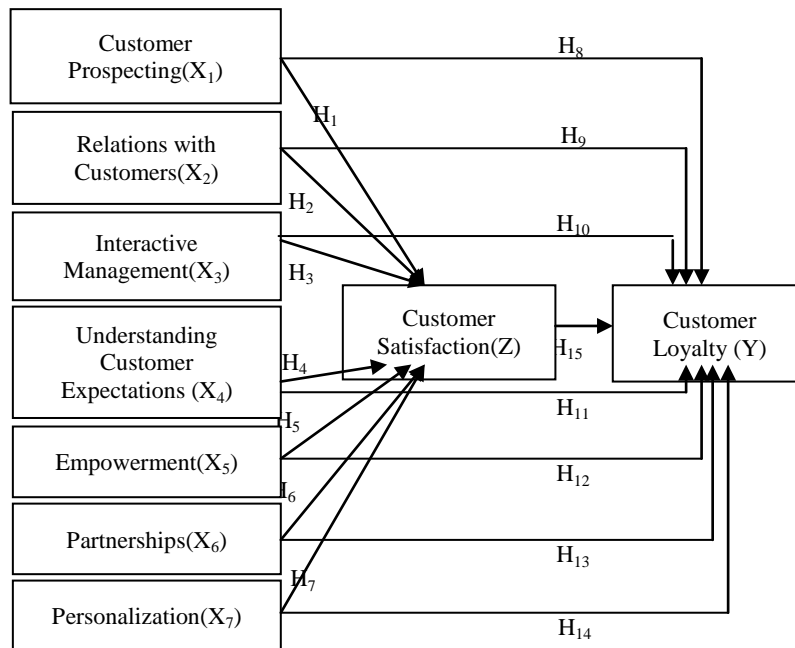 Customer
Prospecting(X₁)
H₈
H₁
Relations with
Customers(X₂)
H₉
H₂
Interactive
Management(X₃)
H₁₀
H₃
Understanding
Customer
Expectations (X₄)
H₄
Customer
Satisfaction(Z)
H₁₅
Customer
Loyalty (Y)
H₁₁
H₅
Empowerment(X₅)
H₁₂
H₆
Partnerships(X₆)
H₁₃
H₇
Personalization(X₇)
H₁₄